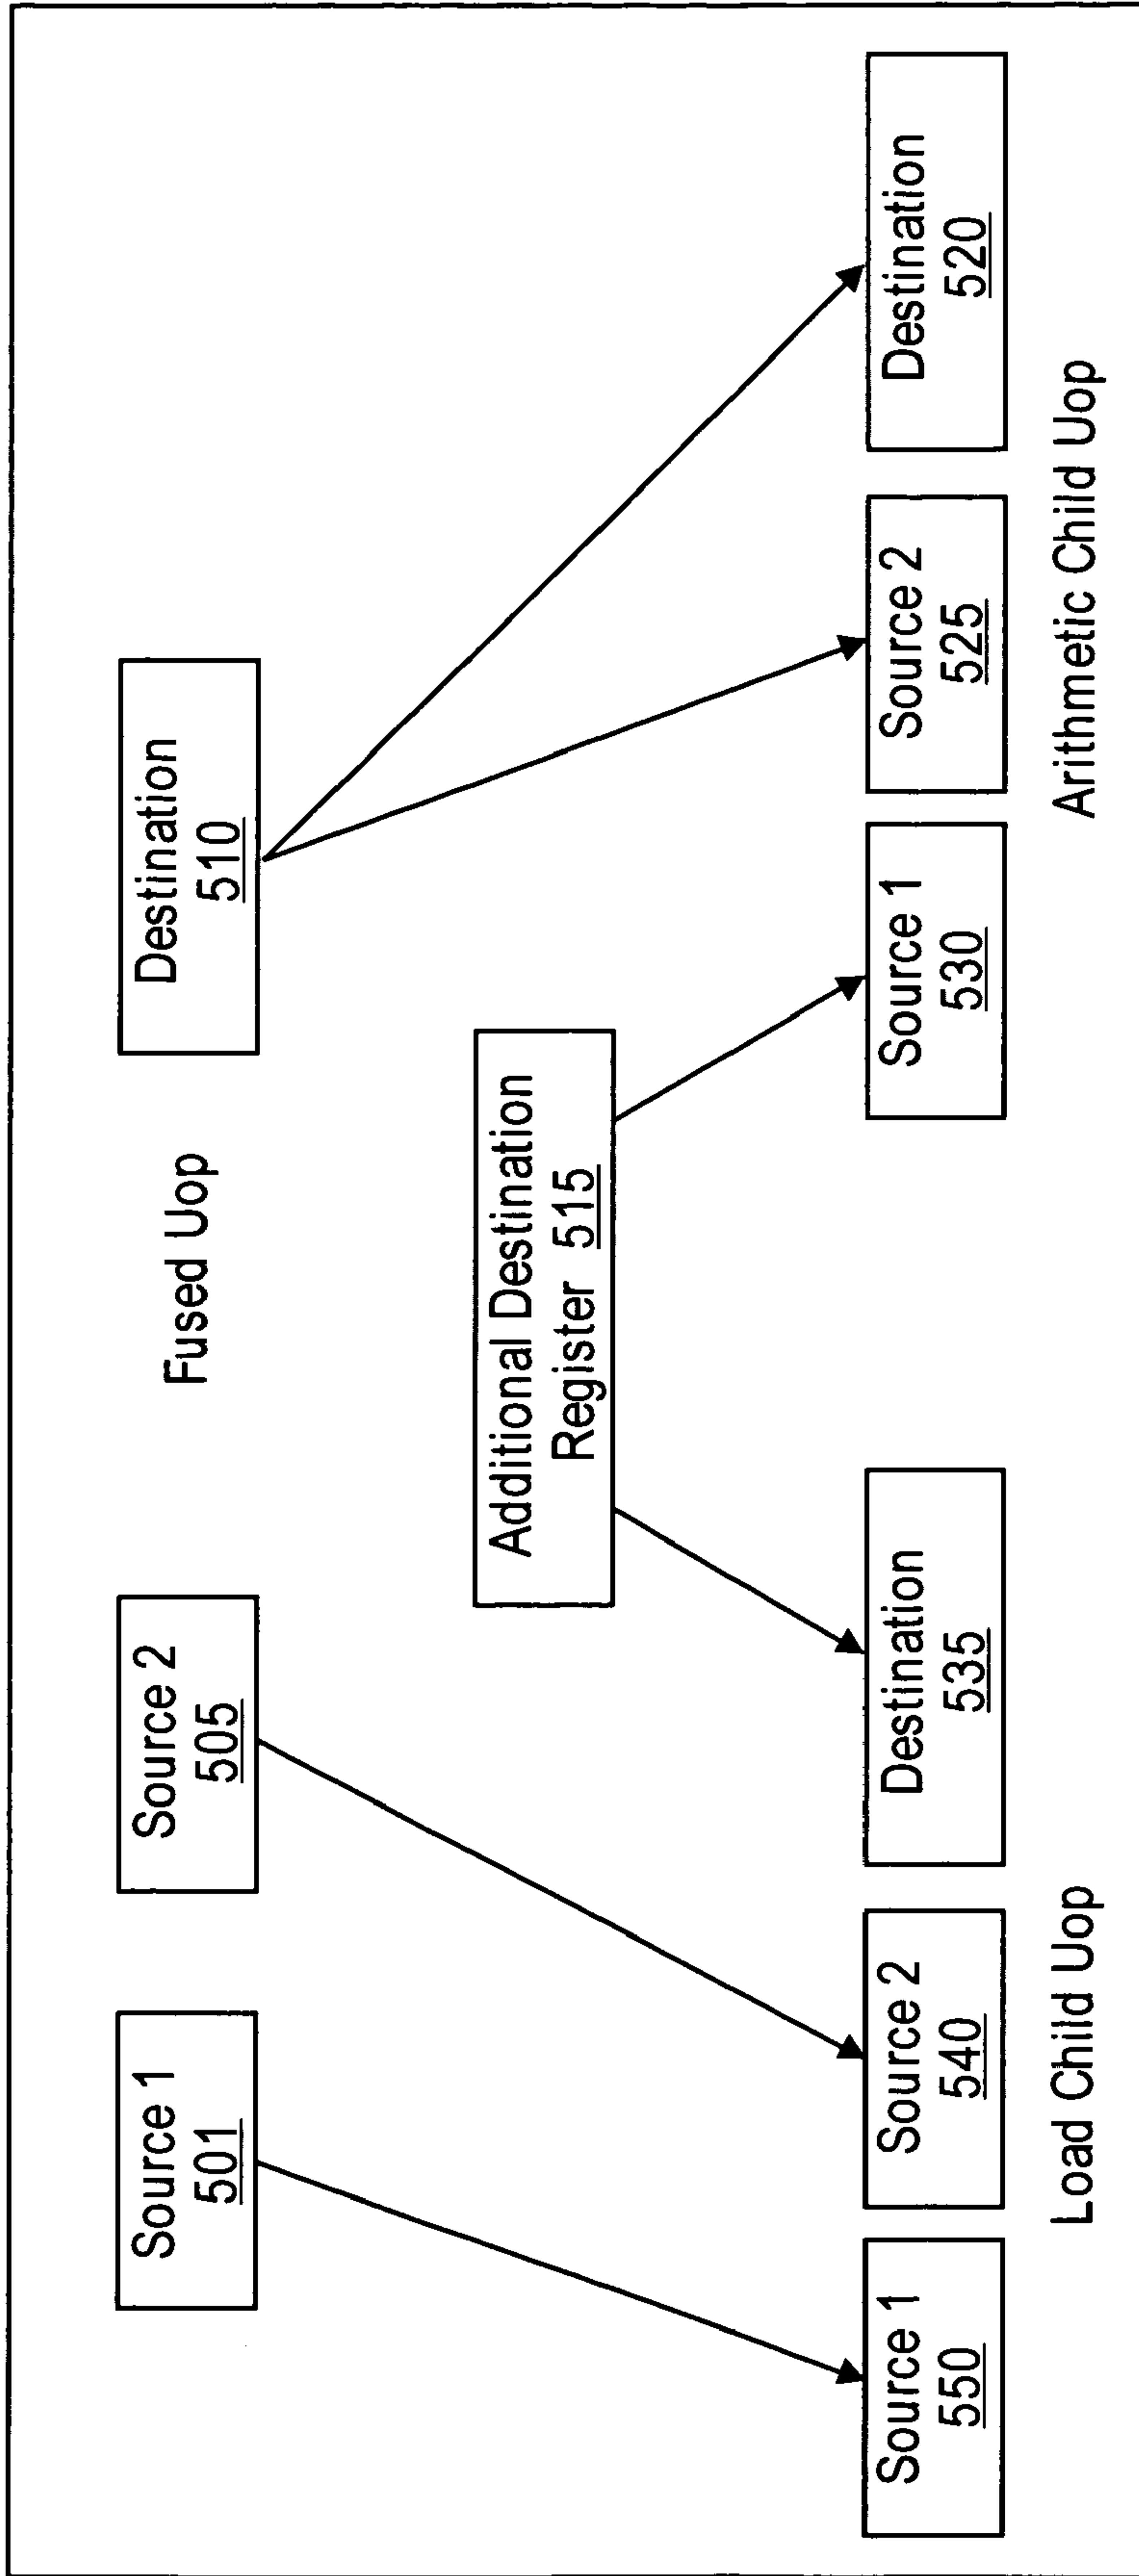 Source 1
501
Source 2
505
Fused Uop
Destination
510
Additional Destination
Register 515
Source 1
550
Source 2
540
Destination
535
Source 1
530
Source 2
525
Destination
520
Load Child Uop
Arithmetic Child Uop